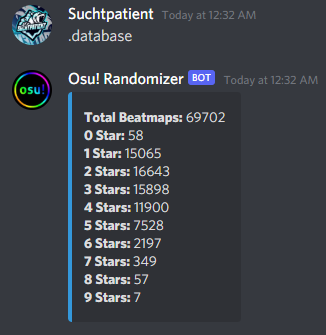 Suchtpatient Today at 12:32 AM
.database
osu!
Osu! Randomizer BOT Today at 12:32 AM
Total Beatmaps: 69702
0 Star: 58
1 Star: 15065
2 Stars: 16643
3 Stars: 15898
4 Stars: 11900
5 Stars: 7528
6 Stars: 2197
7 Stars: 349
8 Stars: 57
9 Stars: 7